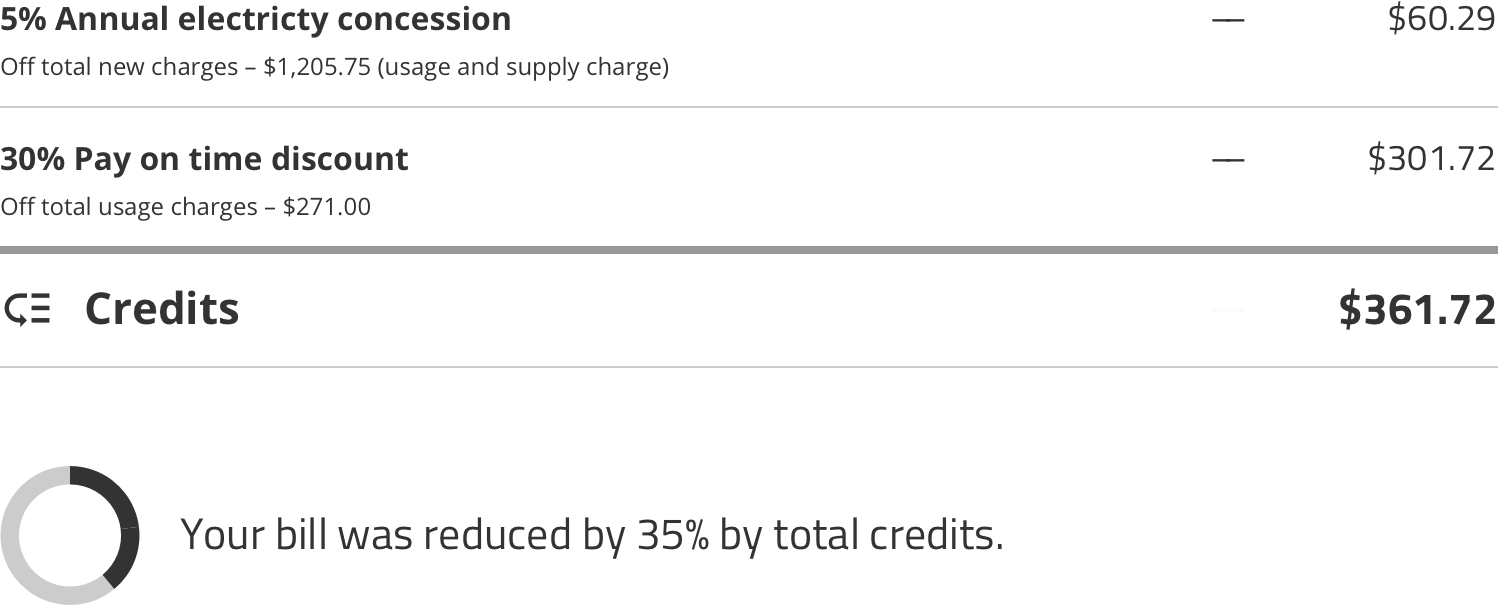 5% Annual electricty concession — $60.29
Off total new charges – $1,205.75 (usage and supply charge)
30% Pay on time discount — $301.72
Off total usage charges – $271.00
Credits — $361.72
Your bill was reduced by 35% by total credits.